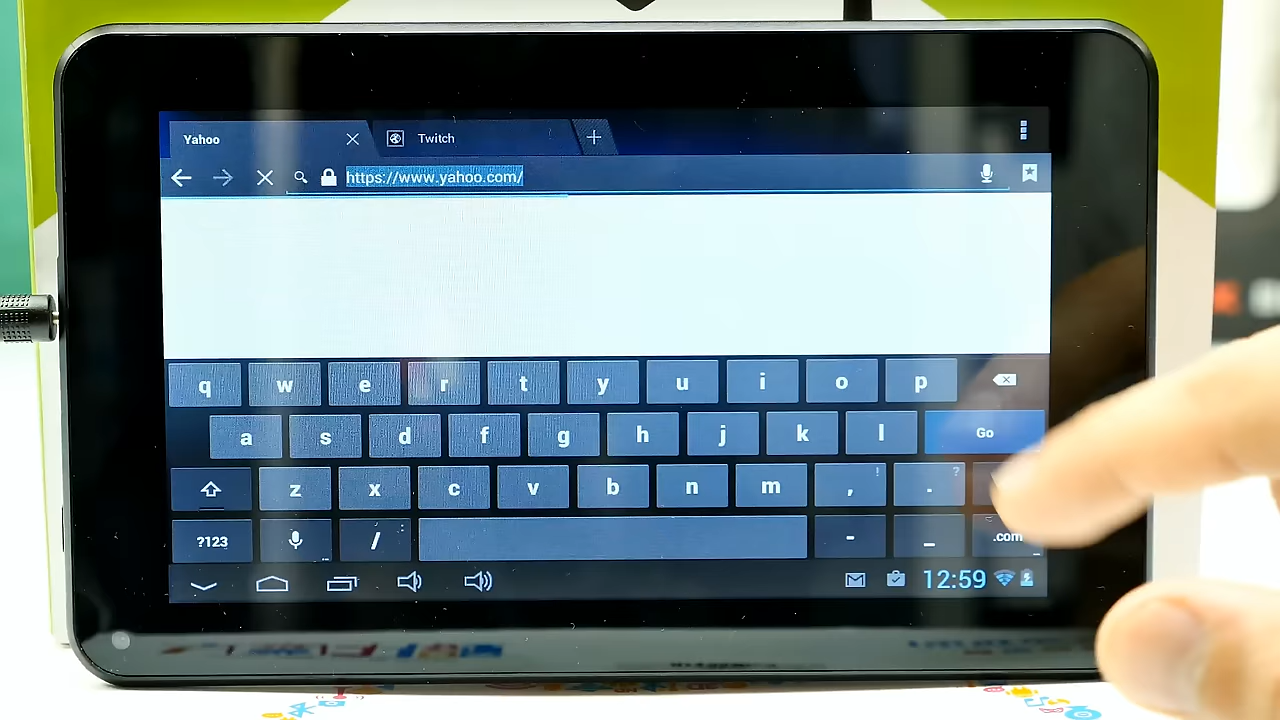 Yahoo Twitch
https://www.yahoo.com/
q w e r t y u i o p
a s d f g h j k l Go
z x c v b n m , ! . ?
?123 / - _ .com
12:59